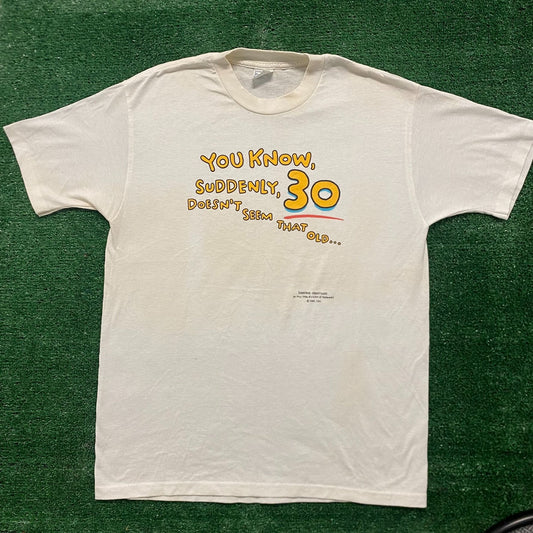 YOU KNOW,
SUDDENLY, 30
DOESN'T SEEM THAT OLD...